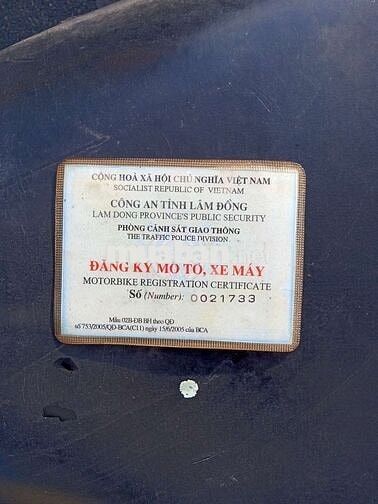 CỘNG HOÀ XÃ HỘI CHỦ NGHĨA VIỆT NAM
SOCIALIST REPUBLIC OF VIETNAM
CÔNG AN TỈNH LÂM ĐỒNG
LAM DONG PROVINCE'S PUBLIC SECURITY
PHÒNG CẢNH SÁT GIAO THÔNG
THE TRAFFIC POLICE DIVISION
ĐĂNG KÝ MÔ TÔ, XE MÁY
MOTORBIKE REGISTRATION CERTIFICATE
Số (Number): 0021733
Mẫu 02B-ĐB BH theo QĐ
số 753/2005/QĐ-BCA(C11) ngày 15/6/2005 của BCA